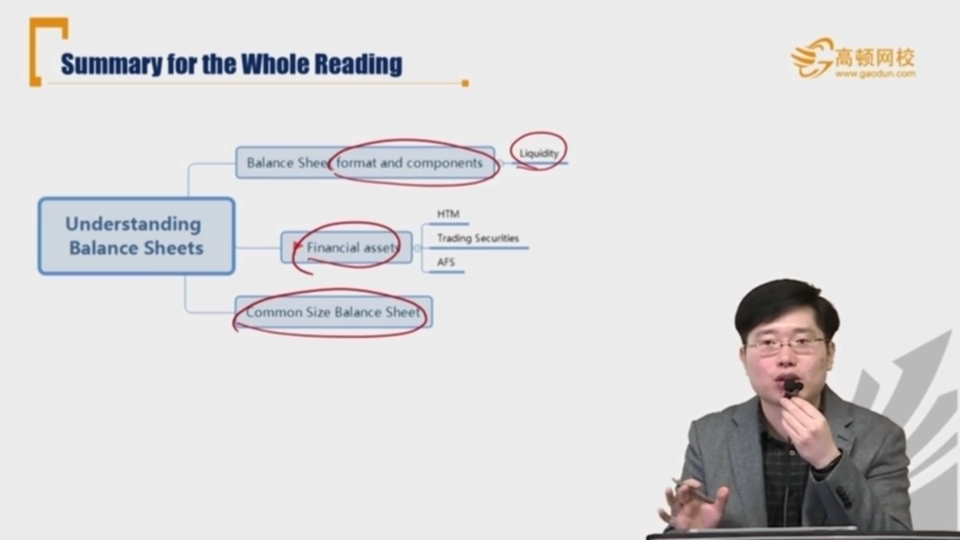 Summary for the Whole Reading
高顿网校
www.gaodun.com
Balance Sheet format and components
Liquidity
Understanding
Balance Sheets
Financial assets
HTM
Trading Securities
AFS
Common Size Balance Sheet